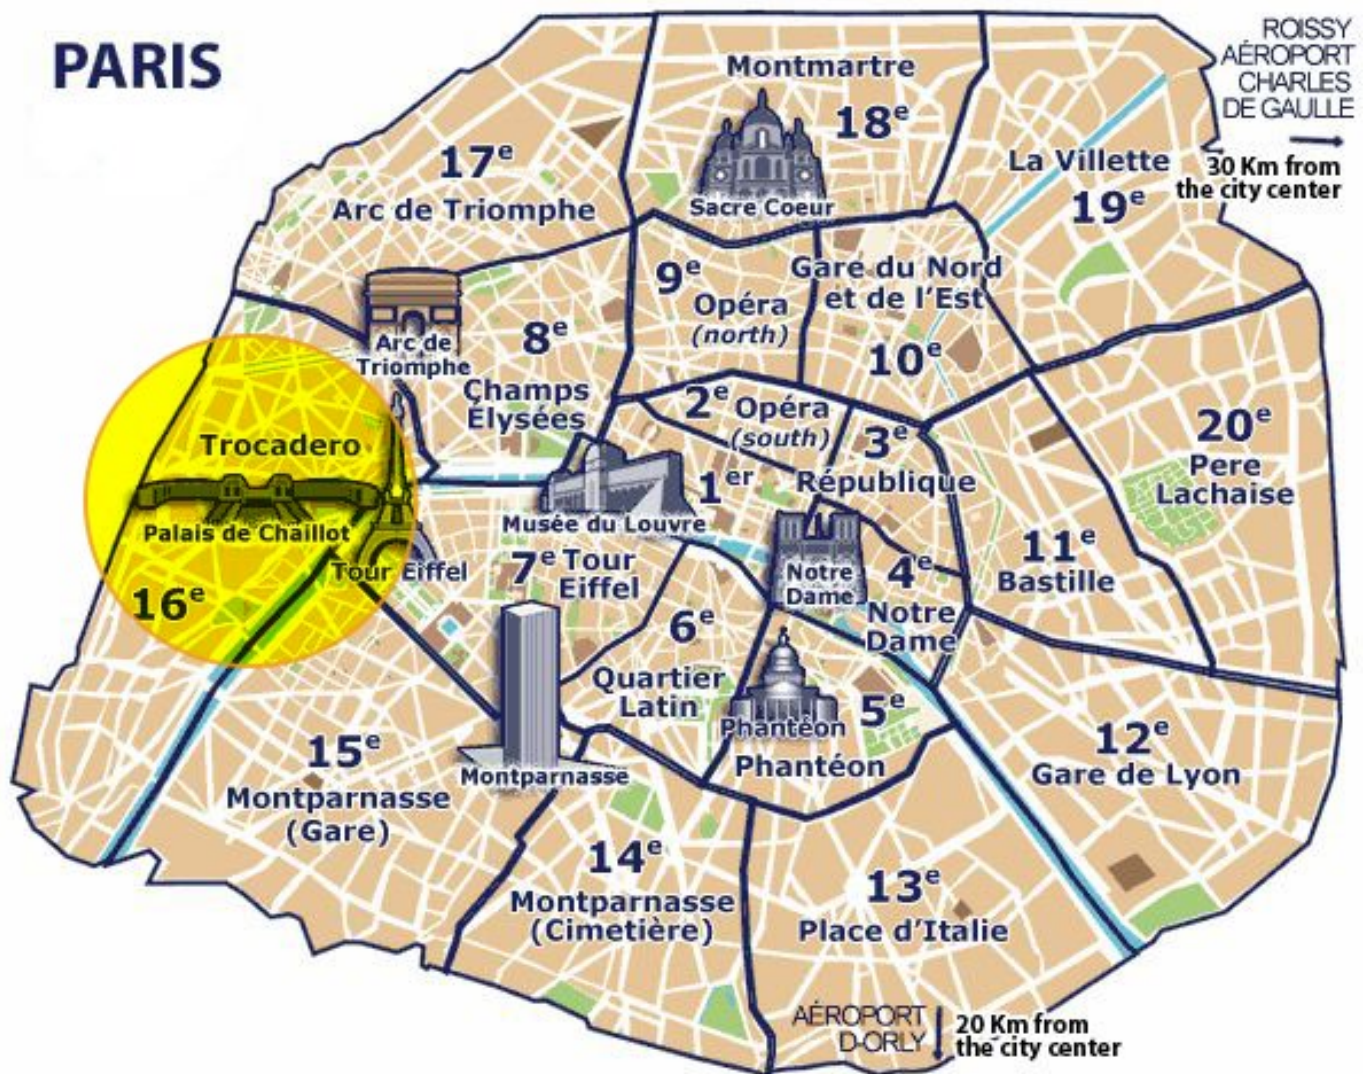 PARIS
ROISSY
AÉROPORT
CHARLES
DE GAULLE
30 Km from
the city center
Montmartre
18e
Sacre Coeur
17e
Arc de Triomphe
La Villette
19e
9e
Opéra
(north)
Gare du Nord
et de l'Est
10e
Arc de
Triomphe
8e
Champs
Élysées
2e Opéra
(south)
3e
République
20e
Pere
Lachaise
Trocadero
Palais de Chaillot
16e
Tour Eiffel
1er
Musée du Louvre
7e Tour
Eiffel
Notre
Dame
4e
Notre
Dame
11e
Bastille
6e
Quartier
Latin
Phantéon
5e
Phantéon
12e
Gare de Lyon
15e
Montparnasse
(Gare)
Montparnasse
14e
Montparnasse
(Cimetière)
13e
Place d'Italie
AÉROPORT
D-ORLY
20 Km from
the city center